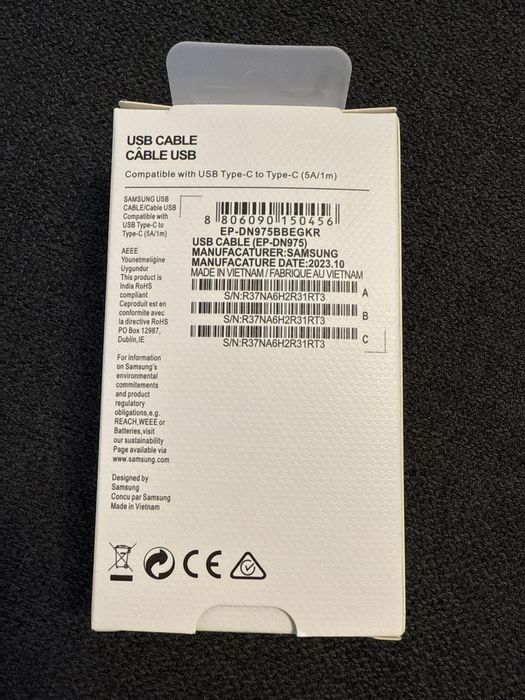 USB CABLE
CÂBLE USB
Compatible with USB Type-C to Type-C (5A/1m)
SAMSUNG USB
CABLE/Cable USB
Compatible with
USB Type-C to
Type-C (5A/1m)
AEEE
Yöunetmeligine
Uygundur
This product is
India RoHS
compliant
Ceproduit est en
conformite avec
la directive RoHS
PO Box 12987,
Dublin,IE
For information
on Samsung's
environmental
commitements
and product
regulatory
obligations,e.g.
REACH,WEEE or
Batteries,visit
our sustainability
Page available via
www.samsung.com
Designed by
Samsung
Concu par Samsung
Made in Vietnam
8 806090 150456
EP-DN975BBEGKR
USB CABLE (EP-DN975)
MANUFACATURER:SAMSUNG
MANUFACATURE DATE:2023.10
MADE IN VIETNAM / FABRIQUE AU VIETNAM
A
S/N:R37NA6H2R31RT3
B
S/N:R37NA6H2R31RT3
C
S/N:R37NA6H2R31RT3
CE